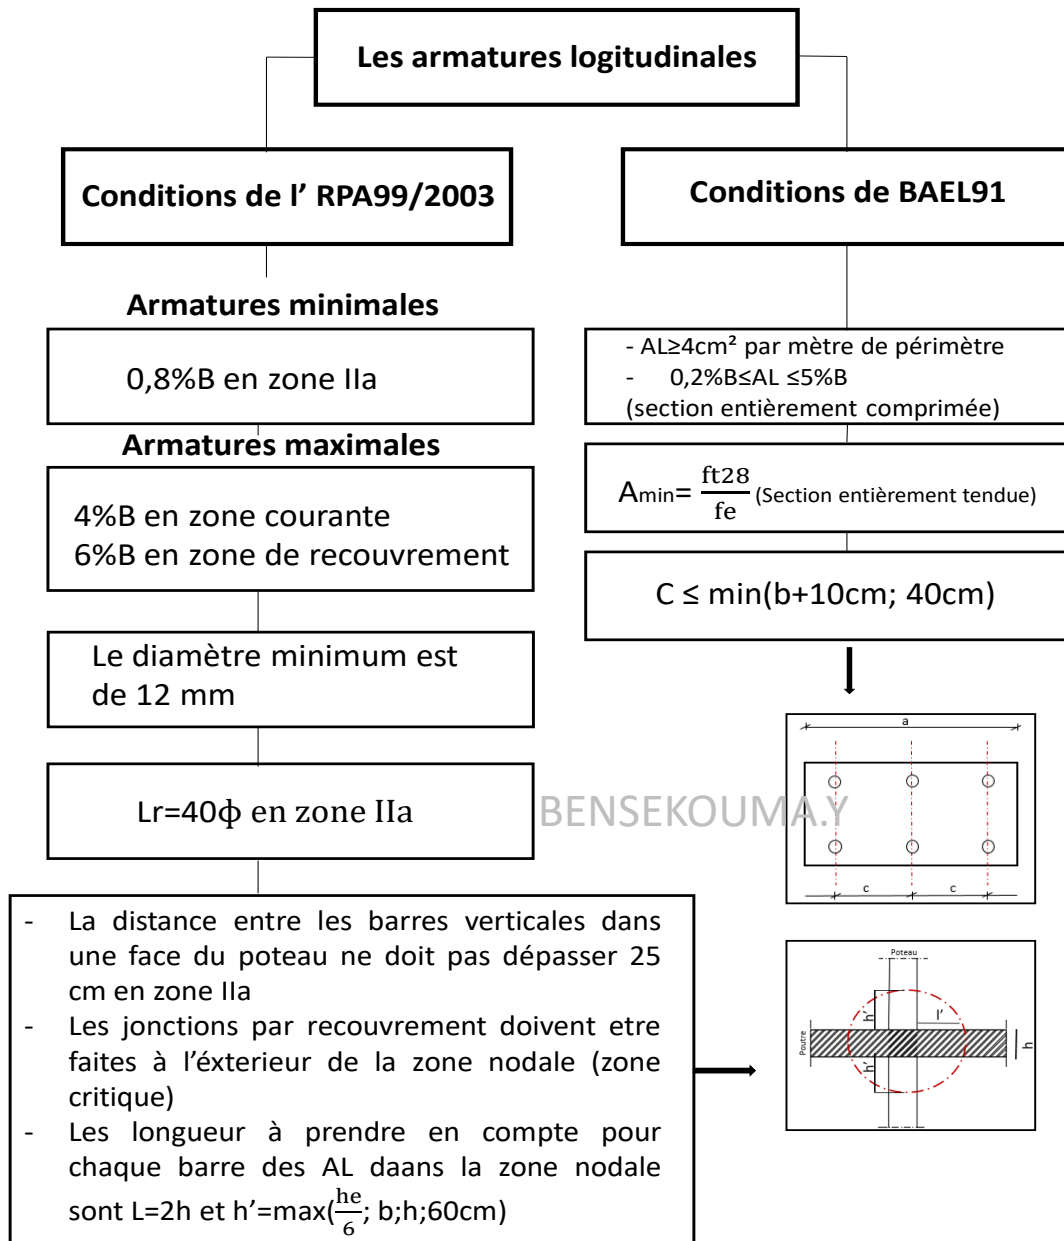 Les armatures logitudinales
Conditions de l' RPA99/2003
Armatures minimales
0,8%B en zone IIa
Armatures maximales
4%B en zone courante
6%B en zone de recouvrement
Le diamètre minimum est
de 12 mm
Lr=40ϕ en zone IIa
- La distance entre les barres verticales dans
une face du poteau ne doit pas dépasser 25
cm en zone IIa
- Les jonctions par recouvrement doivent etre
faites à l'éxterieur de la zone nodale (zone
critique)
- Les longueur à prendre en compte pour
chaque barre des AL daans la zone nodale
sont L=2h et h'=max(he/6; b;h;60cm)
Conditions de BAEL91
- AL≥4cm² par mètre de périmètre
- 0,2%B≤AL ≤5%B
(section entièrement comprimée)
Amin= ft28/fe (Section entièrement tendue)
C ≤ min(b+10cm; 40cm)
a
c c
BENSEKOUMA.Y
Poteau
h'
l'
Poutre
h
h'